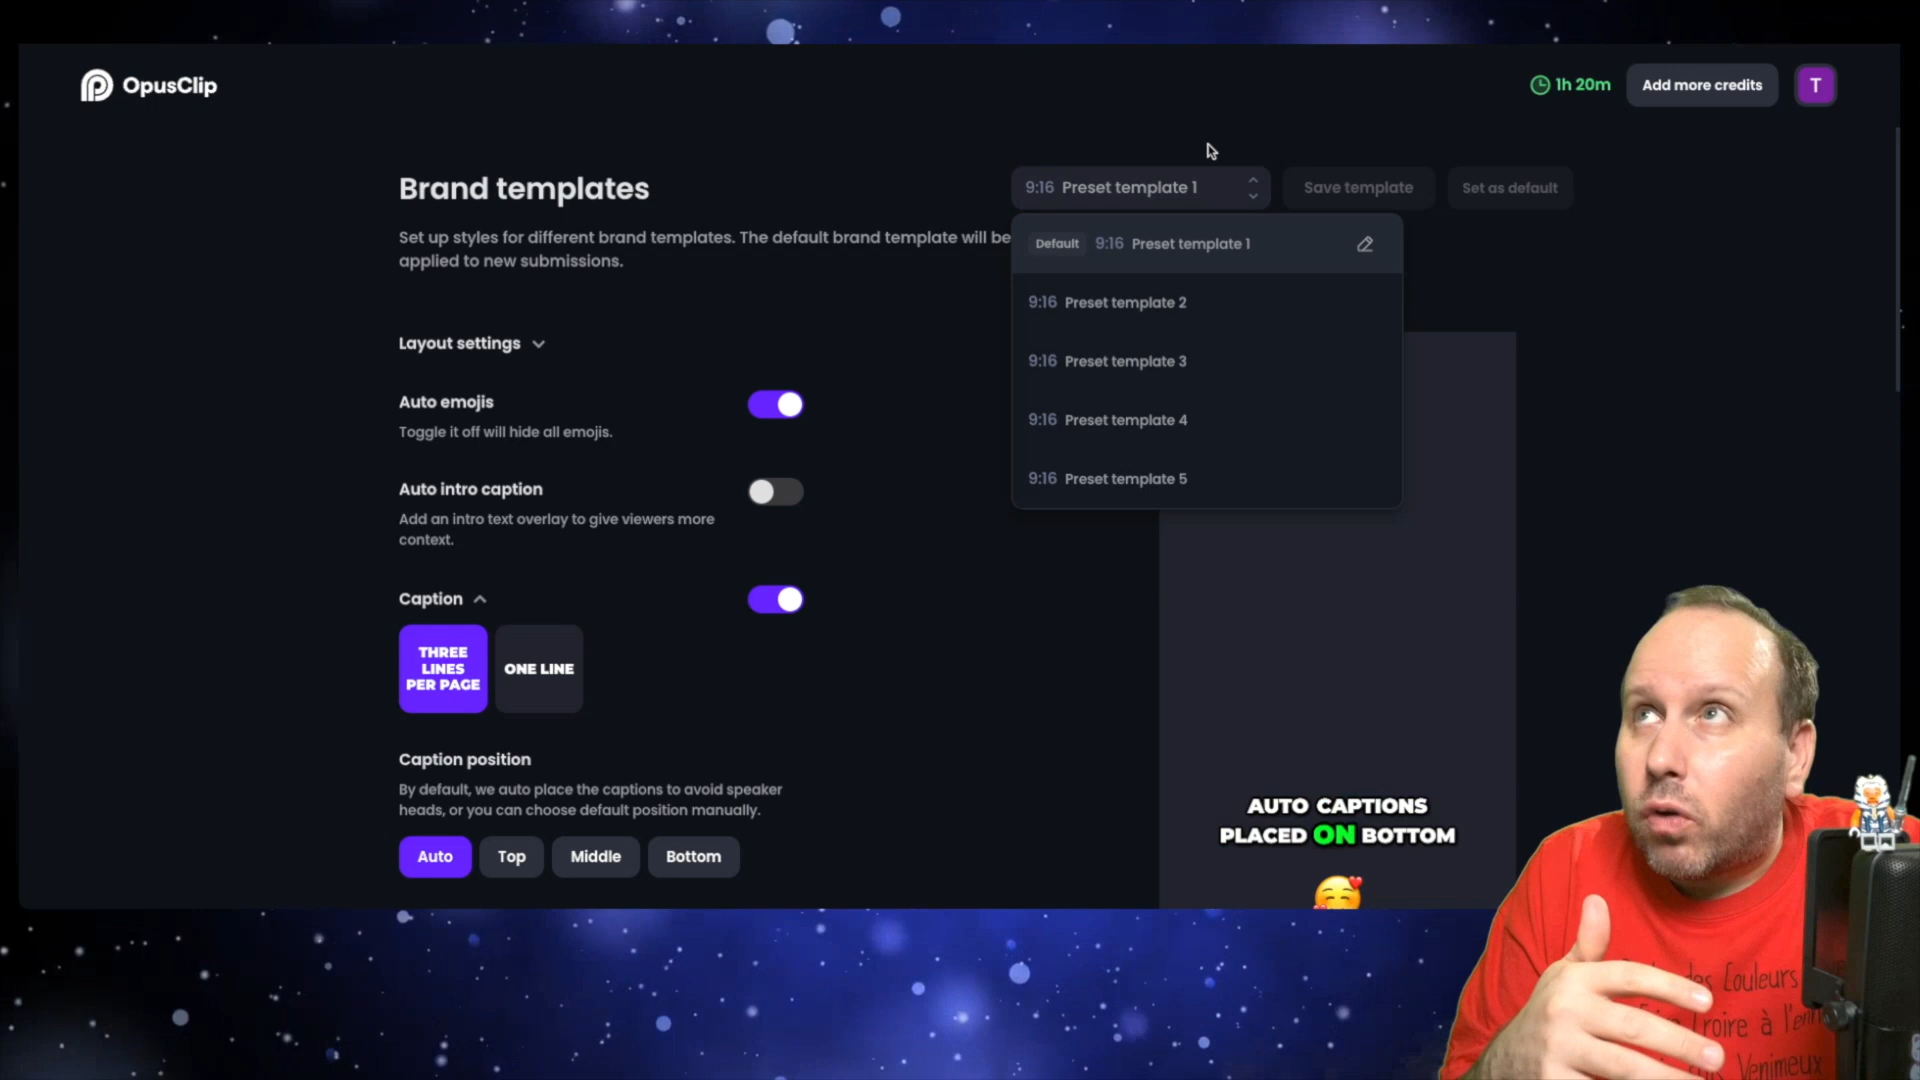 OpusClip
1h 20m
Add more credits
T
Brand templates
9:16 Preset template 1
Save template
Set as default
Set up styles for different brand templates. The default brand template will be
applied to new submissions.
Default 9:16 Preset template 1
9:16 Preset template 2
9:16 Preset template 3
9:16 Preset template 4
9:16 Preset template 5
Layout settings
Auto emojis
Toggle it off will hide all emojis.
Auto intro caption
Add an intro text overlay to give viewers more
context.
Caption
THREE
LINES
PER PAGE
ONE LINE
Caption position
By default, we auto place the captions to avoid speaker
heads, or you can choose default position manually.
Auto
Top
Middle
Bottom
AUTO CAPTIONS
PLACED ON BOTTOM
des Couleurs
Venimeux